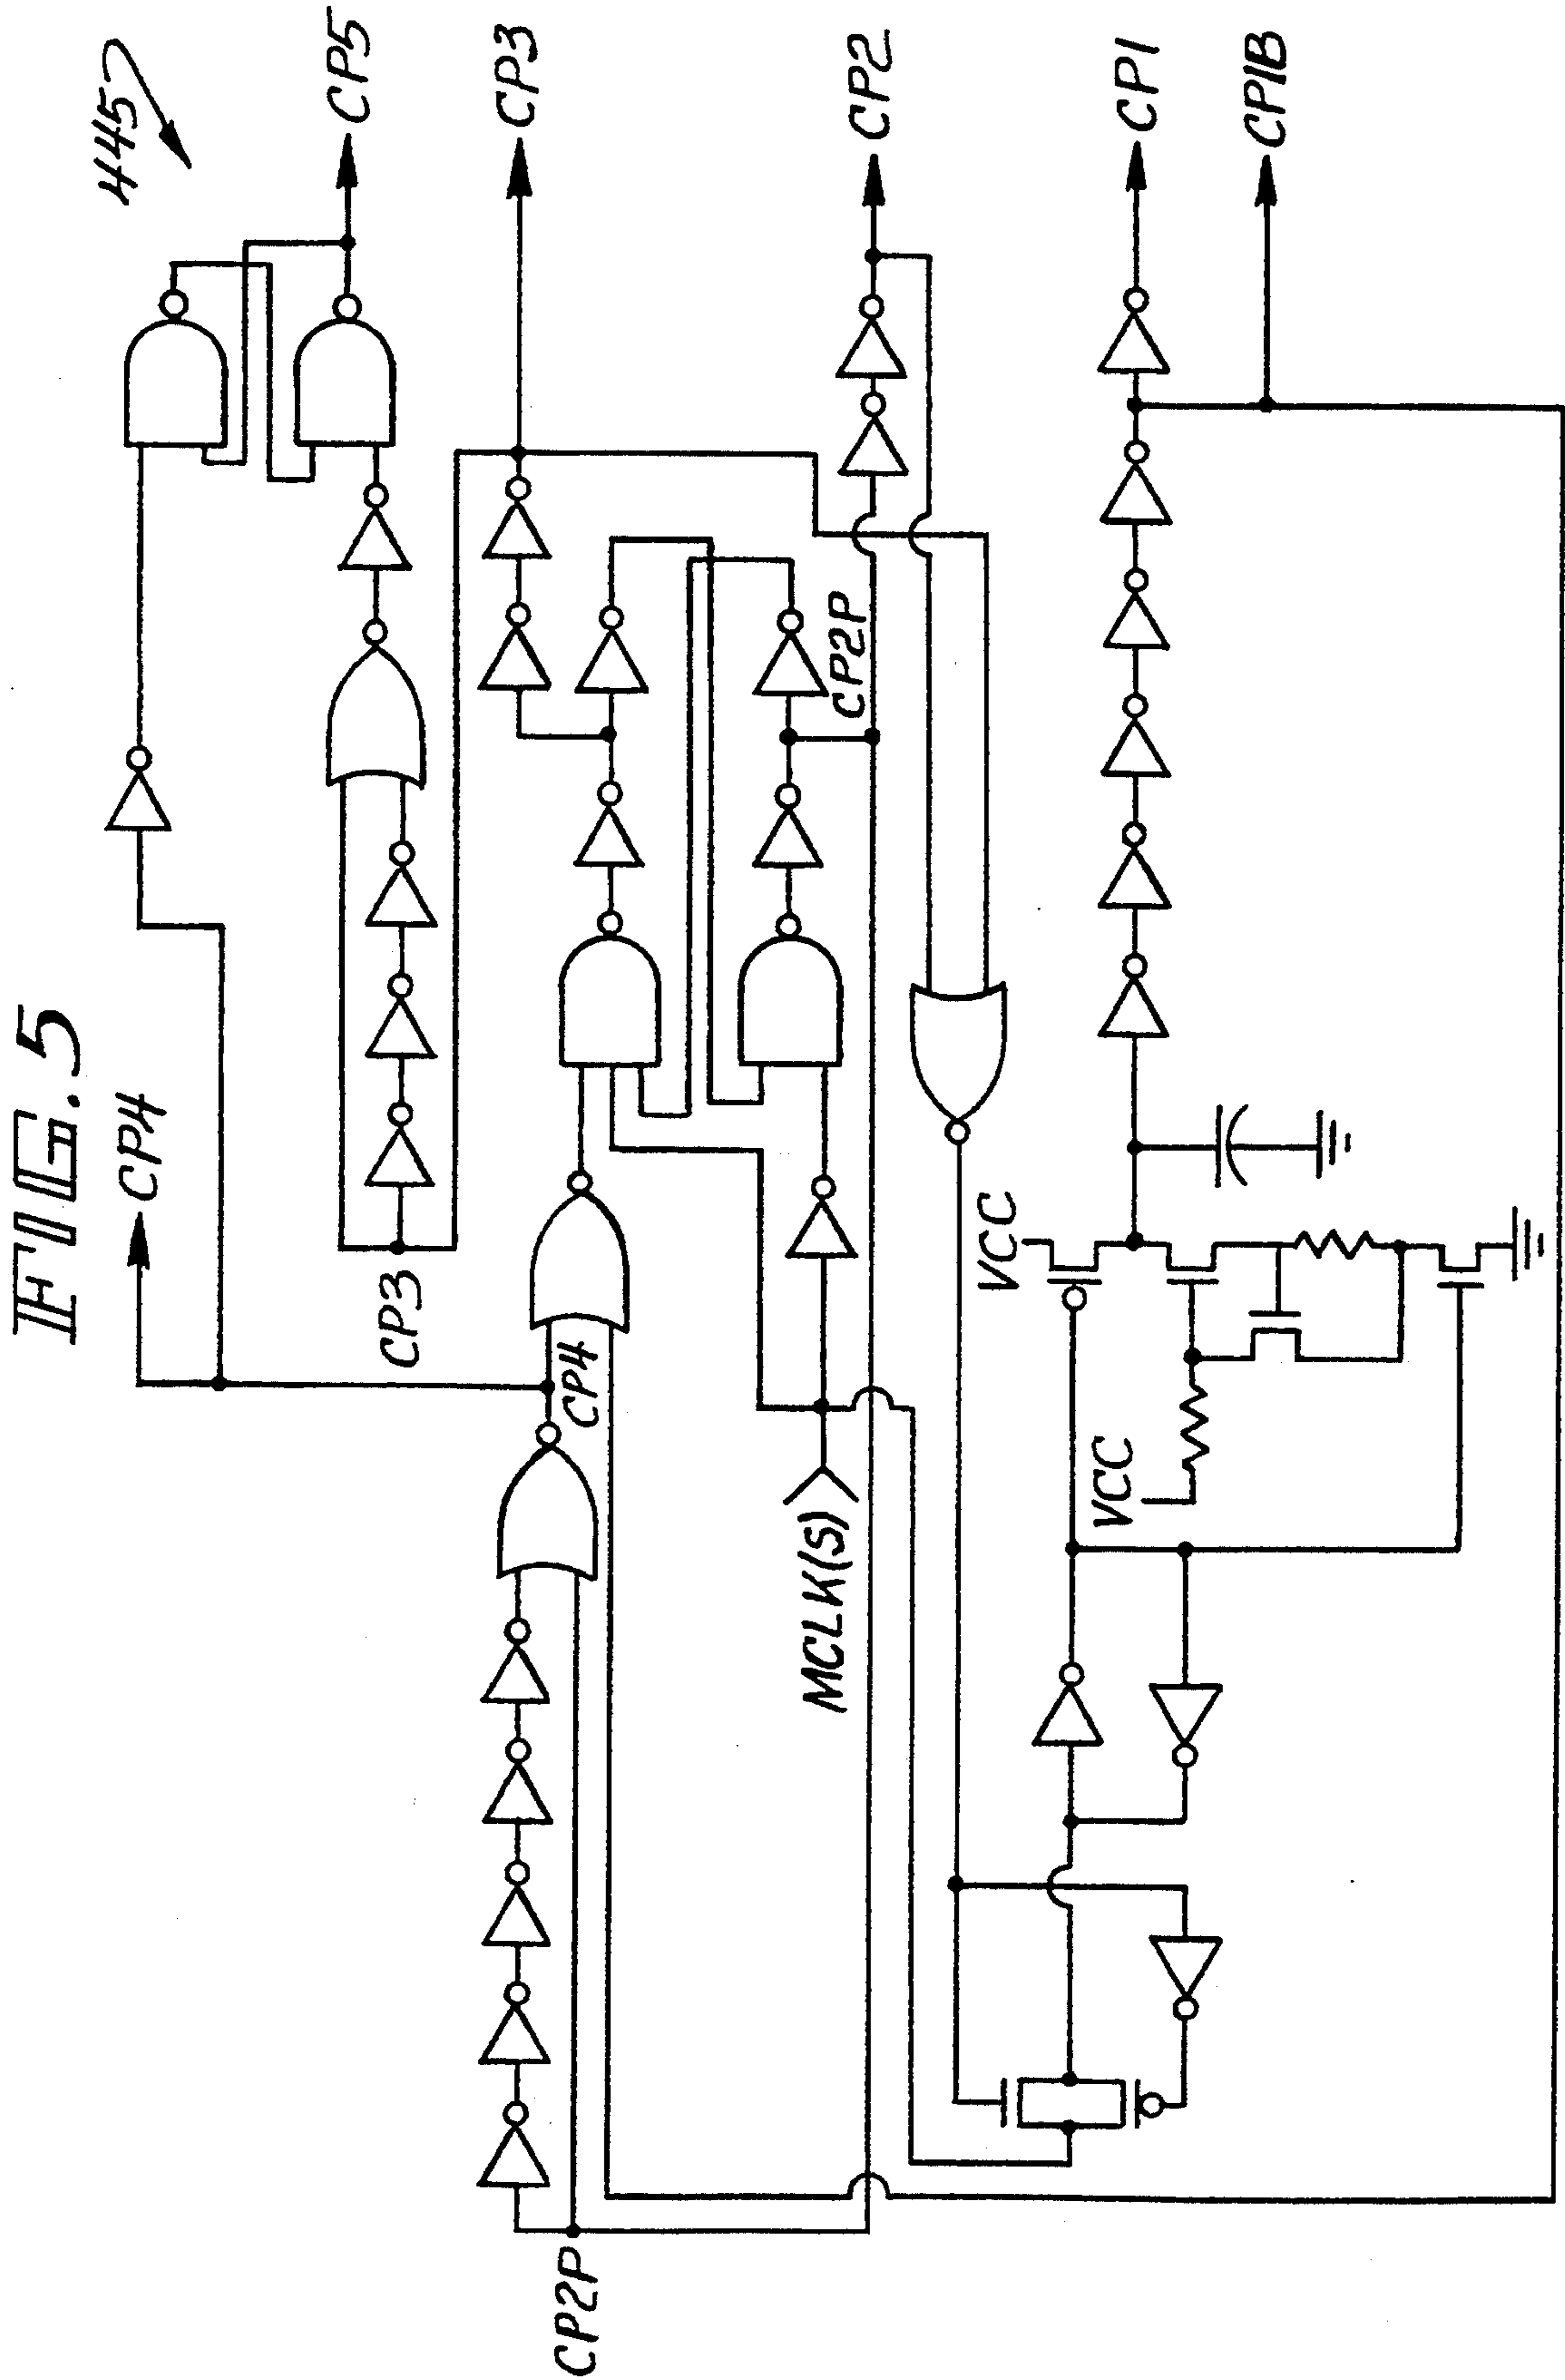 FIG. 5
445
CP4
CP5
CP3
CP3
CP4
CP2P
CP2P
MCLK(S)
CP2
VCC
VCC
CP1
CP1B